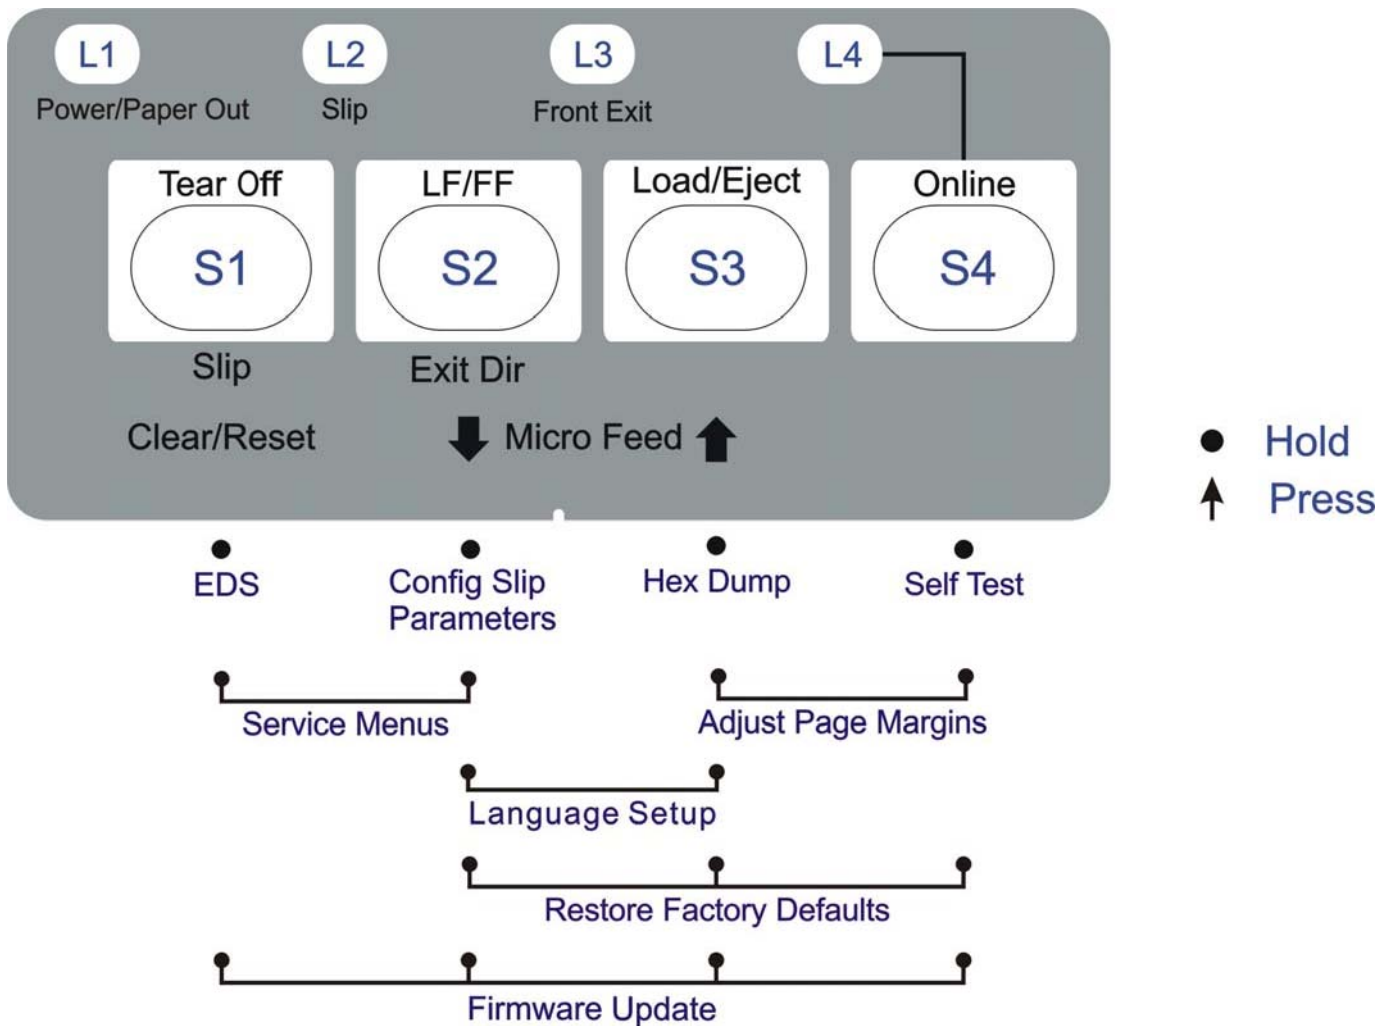 L1 L2 L3 L4
Power/Paper Out Slip Front Exit
Tear Off LF/FF Load/Eject Online
S1 S2 S3 S4
Slip Exit Dir
Clear/Reset Micro Feed
Hold
Press
EDS Config Slip Hex Dump Self Test
Parameters
Service Menus Adjust Page Margins
Language Setup
Restore Factory Defaults
Firmware Update